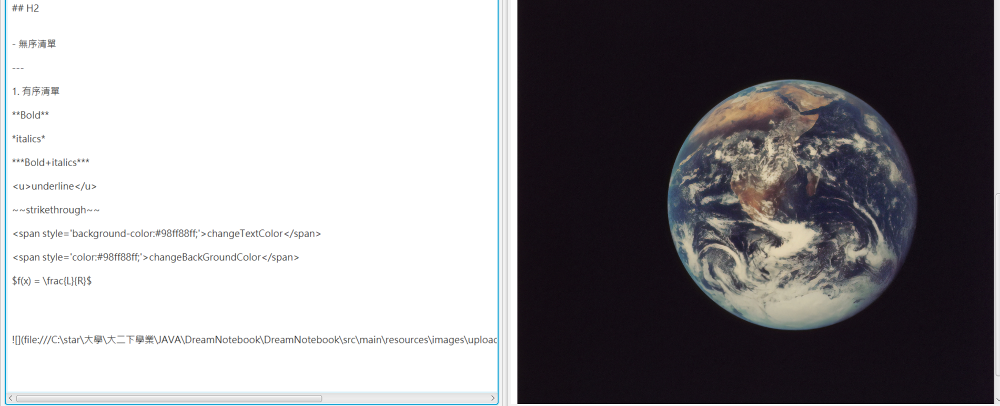 ## H2
- 無序清單
---
1. 有序清單
**Bold**
*italics*
***Bold+italics***
<u>underline</u>
~~strikethrough~~
<span style='background-color:#98ff88ff;'>changeTextColor</span>
<span style='color:#98ff88ff;'>changeBackGroundColor</span>
$f(x) = \frac{L}{R}$
![](file:///C:\star\大學\大二下學業\JAVA\DreamNotebook\DreamNotebook\src\main\resources\images\upload